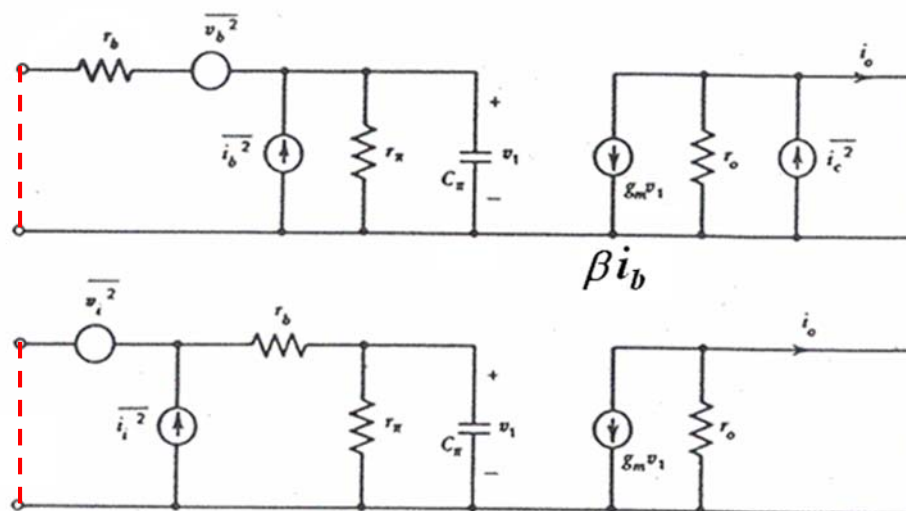 r_b
v_b^2
i_b^2
r_π
C_π
+
v_1
−
g_m v_1
r_o
i_c^2
i_o
β i_b
v_i^2
i_i^2
r_b
r_π
C_π
+
v_1
−
g_m v_1
r_o
i_o